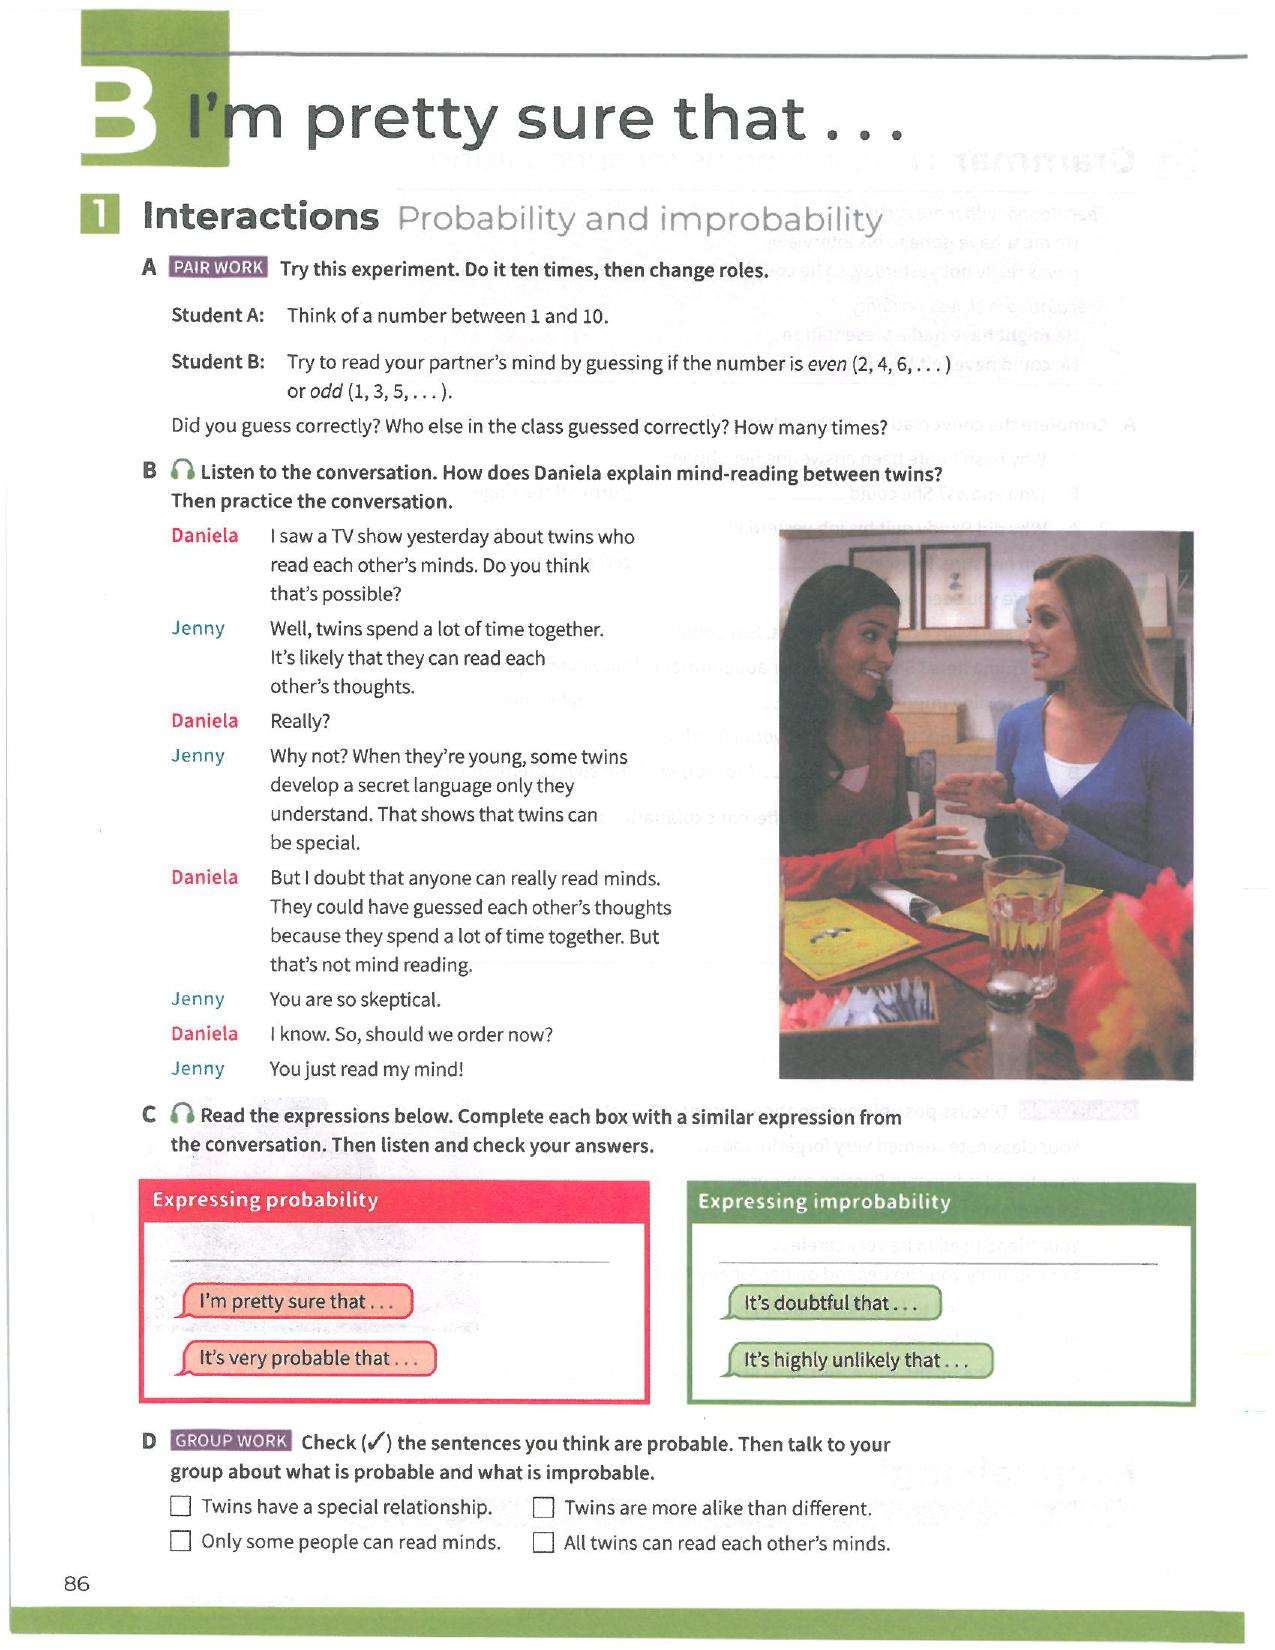 B I'm pretty sure that . . .
1 Interactions Probability and improbability
A PAIR WORK Try this experiment. Do it ten times, then change roles.
Student A: Think of a number between 1 and 10.
Student B: Try to read your partner's mind by guessing if the number is even (2, 4, 6, . . . )
or odd (1, 3, 5, . . . ).
Did you guess correctly? Who else in the class guessed correctly? How many times?
B Listen to the conversation. How does Daniela explain mind-reading between twins?
Then practice the conversation.
Daniela I saw a TV show yesterday about twins who
read each other's minds. Do you think
that's possible?
Jenny Well, twins spend a lot of time together.
It's likely that they can read each
other's thoughts.
Daniela Really?
Jenny Why not? When they're young, some twins
develop a secret language only they
understand. That shows that twins can
be special.
Daniela But I doubt that anyone can really read minds.
They could have guessed each other's thoughts
because they spend a lot of time together. But
that's not mind reading.
Jenny You are so skeptical.
Daniela I know. So, should we order now?
Jenny You just read my mind!
C Read the expressions below. Complete each box with a similar expression from
the conversation. Then listen and check your answers.
Expressing probability
I'm pretty sure that . . .
It's very probable that . . .
Expressing improbability
It's doubtful that . . .
It's highly unlikely that . . .
D GROUP WORK Check (✓) the sentences you think are probable. Then talk to your
group about what is probable and what is improbable.
Twins have a special relationship. Twins are more alike than different.
Only some people can read minds. All twins can read each other's minds.
86